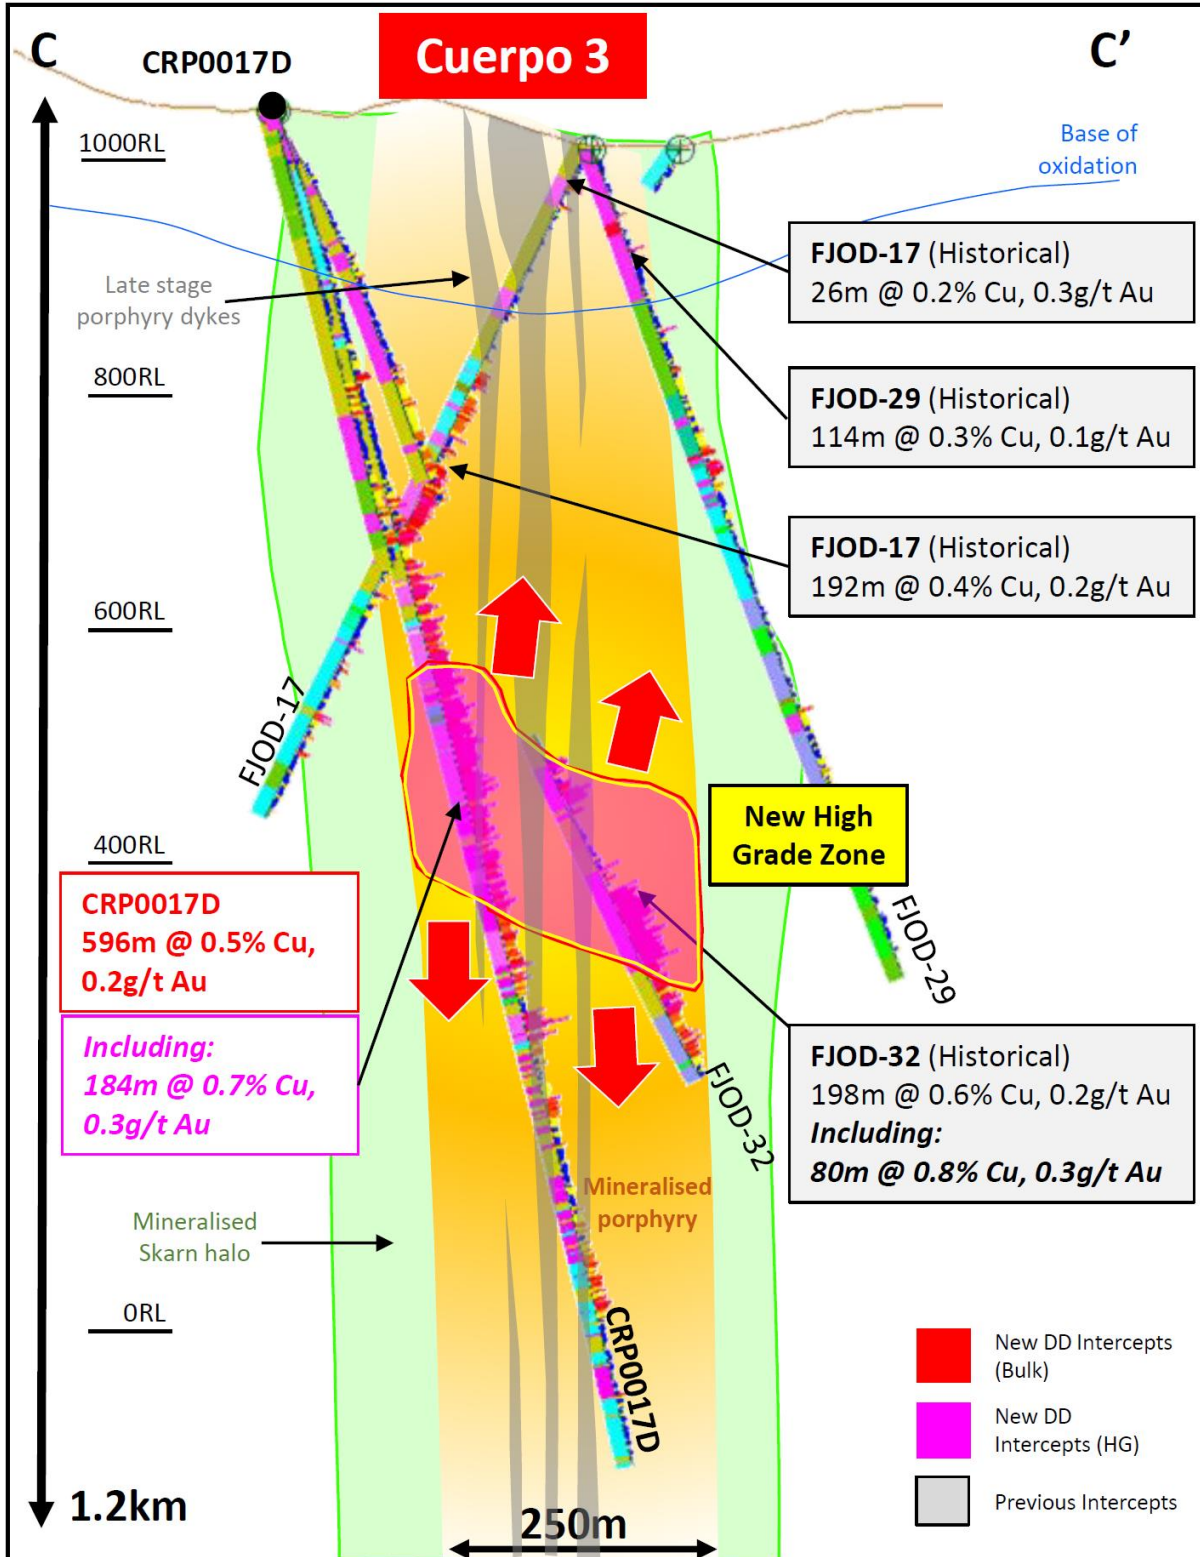 C
CRP0017D
Cuerpo 3
C'
1000RL
Base of
oxidation
FJOD-17 (Historical)
26m @ 0.2% Cu, 0.3g/t Au
Late stage
porphyry dykes
800RL
FJOD-29 (Historical)
114m @ 0.3% Cu, 0.1g/t Au
FJOD-17 (Historical)
192m @ 0.4% Cu, 0.2g/t Au
600RL
FJOD-17
New High
Grade Zone
400RL
CRP0017D
596m @ 0.5% Cu,
0.2g/t Au
FJOD-29
Including:
184m @ 0.7% Cu,
0.3g/t Au
FJOD-32 (Historical)
198m @ 0.6% Cu, 0.2g/t Au
Including:
80m @ 0.8% Cu, 0.3g/t Au
FJOD-32
Mineralised
porphyry
Mineralised
Skarn halo
0RL
CRP0017D
New DD Intercepts
(Bulk)
New DD
Intercepts (HG)
Previous Intercepts
1.2km
250m